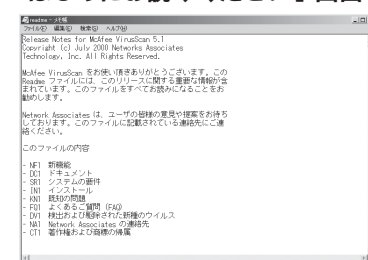 readme - メモ帳
ファイル(F) 編集(E) 検索(S) ヘルプ(H)
Release Notes for McAfee VirusScan 5.1
Copyright (c) July 2000 Networks Associates
Technology, Inc. All Rights Reserved.
McAfee VirusScan をお使い頂きありがとうございます。この
Readme ファイルには、このリリースに関する重要な情報が含
まれています。このファイルをすべてお読みになることをお
勧めします。
Network Associates は、ユーザの皆様の意見や提案をお待ち
しております。このファイルに記載されている連絡先にご連
絡ください。
このファイルの内容
- NF1 新機能
- DC1 ドキュメント
- SR1 システムの要件
- IN1 インストール
- KN1 既知の問題
- FQ1 よくあるご質問 (FAQ)
- DV1 検出および駆除された新種のウイルス
- NA1 Network Associates の連絡先
- CT1 著作権および商標の帰属